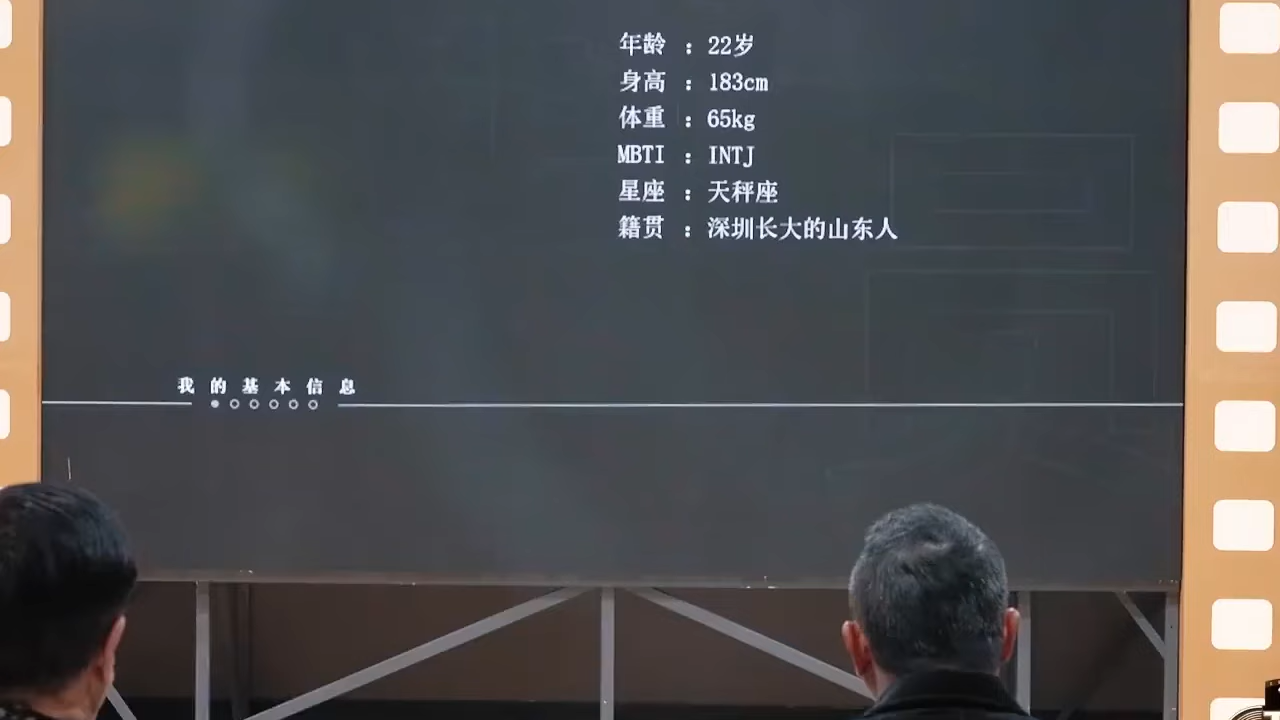 年龄 : 22岁
身高 : 183cm
体重 : 65kg
MBTI : INTJ
星座 : 天秤座
籍贯 : 深圳长大的山东人
我的基本信息